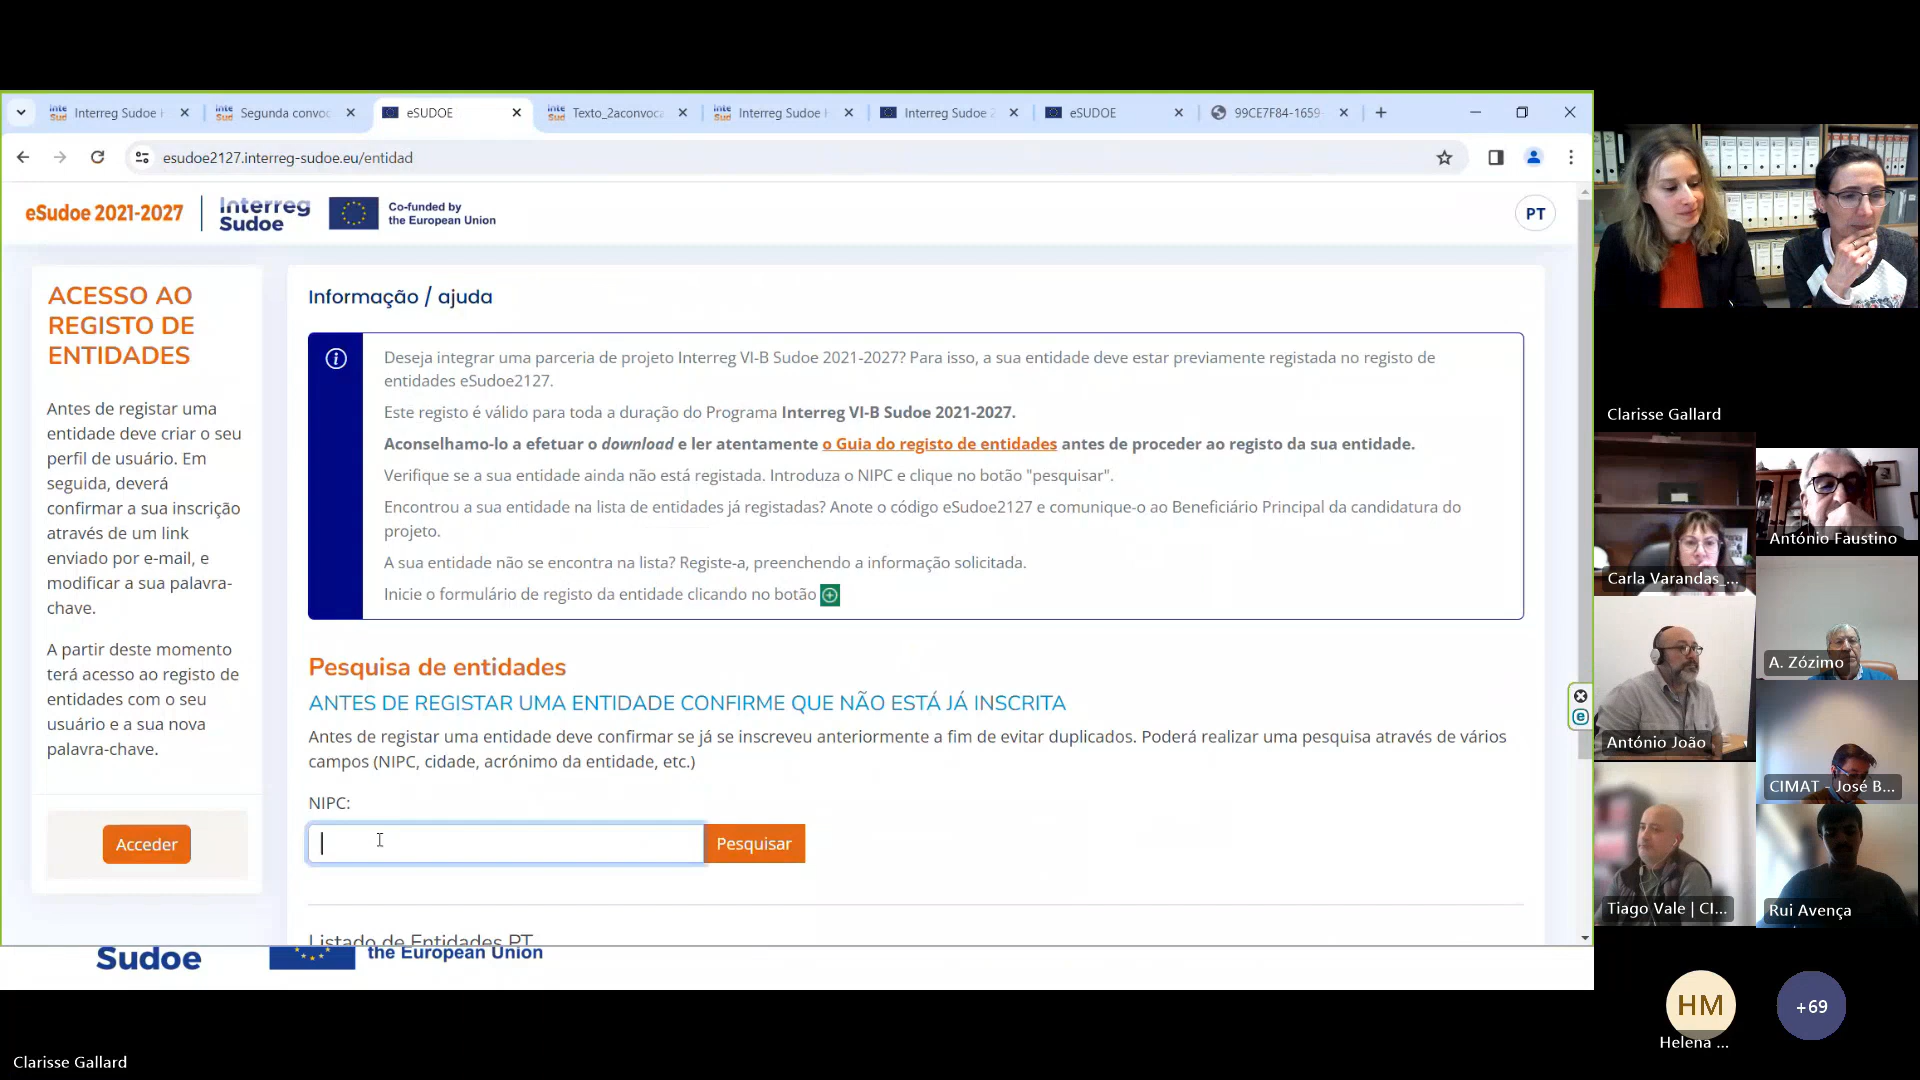 Interreg Sudoe
Segunda convoc
eSUDOE
Texto_2aconvoca
Interreg Sudoe
Interreg Sudoe 2
eSUDOE
99CE7F84-1659-
esudoe2127.interreg-sudoe.eu/entidad
eSudoe 2021-2027
Interreg
Sudoe
Co-funded by
the European Union
PT
ACESSO AO
REGISTO DE
ENTIDADES
Antes de registar uma
entidade deve criar o seu
perfil de usuário. Em
seguida, deverá
confirmar a sua inscrição
através de um link
enviado por e-mail, e
modificar a sua palavra-
chave.
A partir deste momento
terá acesso ao registo de
entidades com o seu
usuário e a sua nova
palavra-chave.
Acceder
Informação / ajuda
Deseja integrar uma parceria de projeto Interreg VI-B Sudoe 2021-2027? Para isso, a sua entidade deve estar previamente registada no registo de
entidades eSudoe2127.
Este registo é válido para toda a duração do Programa Interreg VI-B Sudoe 2021-2027.
Aconselhamo-lo a efetuar o download e ler atentamente o Guia do registo de entidades antes de proceder ao registo da sua entidade.
Verifique se a sua entidade ainda não está registada. Introduza o NIPC e clique no botão "pesquisar".
Encontrou a sua entidade na lista de entidades já registadas? Anote o código eSudoe2127 e comunique-o ao Beneficiário Principal da candidatura do
projeto.
A sua entidade não se encontra na lista? Registe-a, preenchendo a informação solicitada.
Inicie o formulário de registo da entidade clicando no botão
Pesquisa de entidades
ANTES DE REGISTAR UMA ENTIDADE CONFIRME QUE NÃO ESTÁ JÁ INSCRITA
Antes de registar uma entidade deve confirmar se já se inscreveu anteriormente a fim de evitar duplicados. Poderá realizar uma pesquisa através de vários
campos (NIPC, cidade, acrónimo da entidade, etc.)
NIPC:
Pesquisar
Listado de Entidades PT
Sudoe
the European Union
Clarisse Gallard
Clarisse Gallard
António Faustino
Carla Varandas_...
A. Zózimo
António João
CIMAT - José B...
Tiago Vale | CI...
Rui Avença
HM
+69
Helena ...